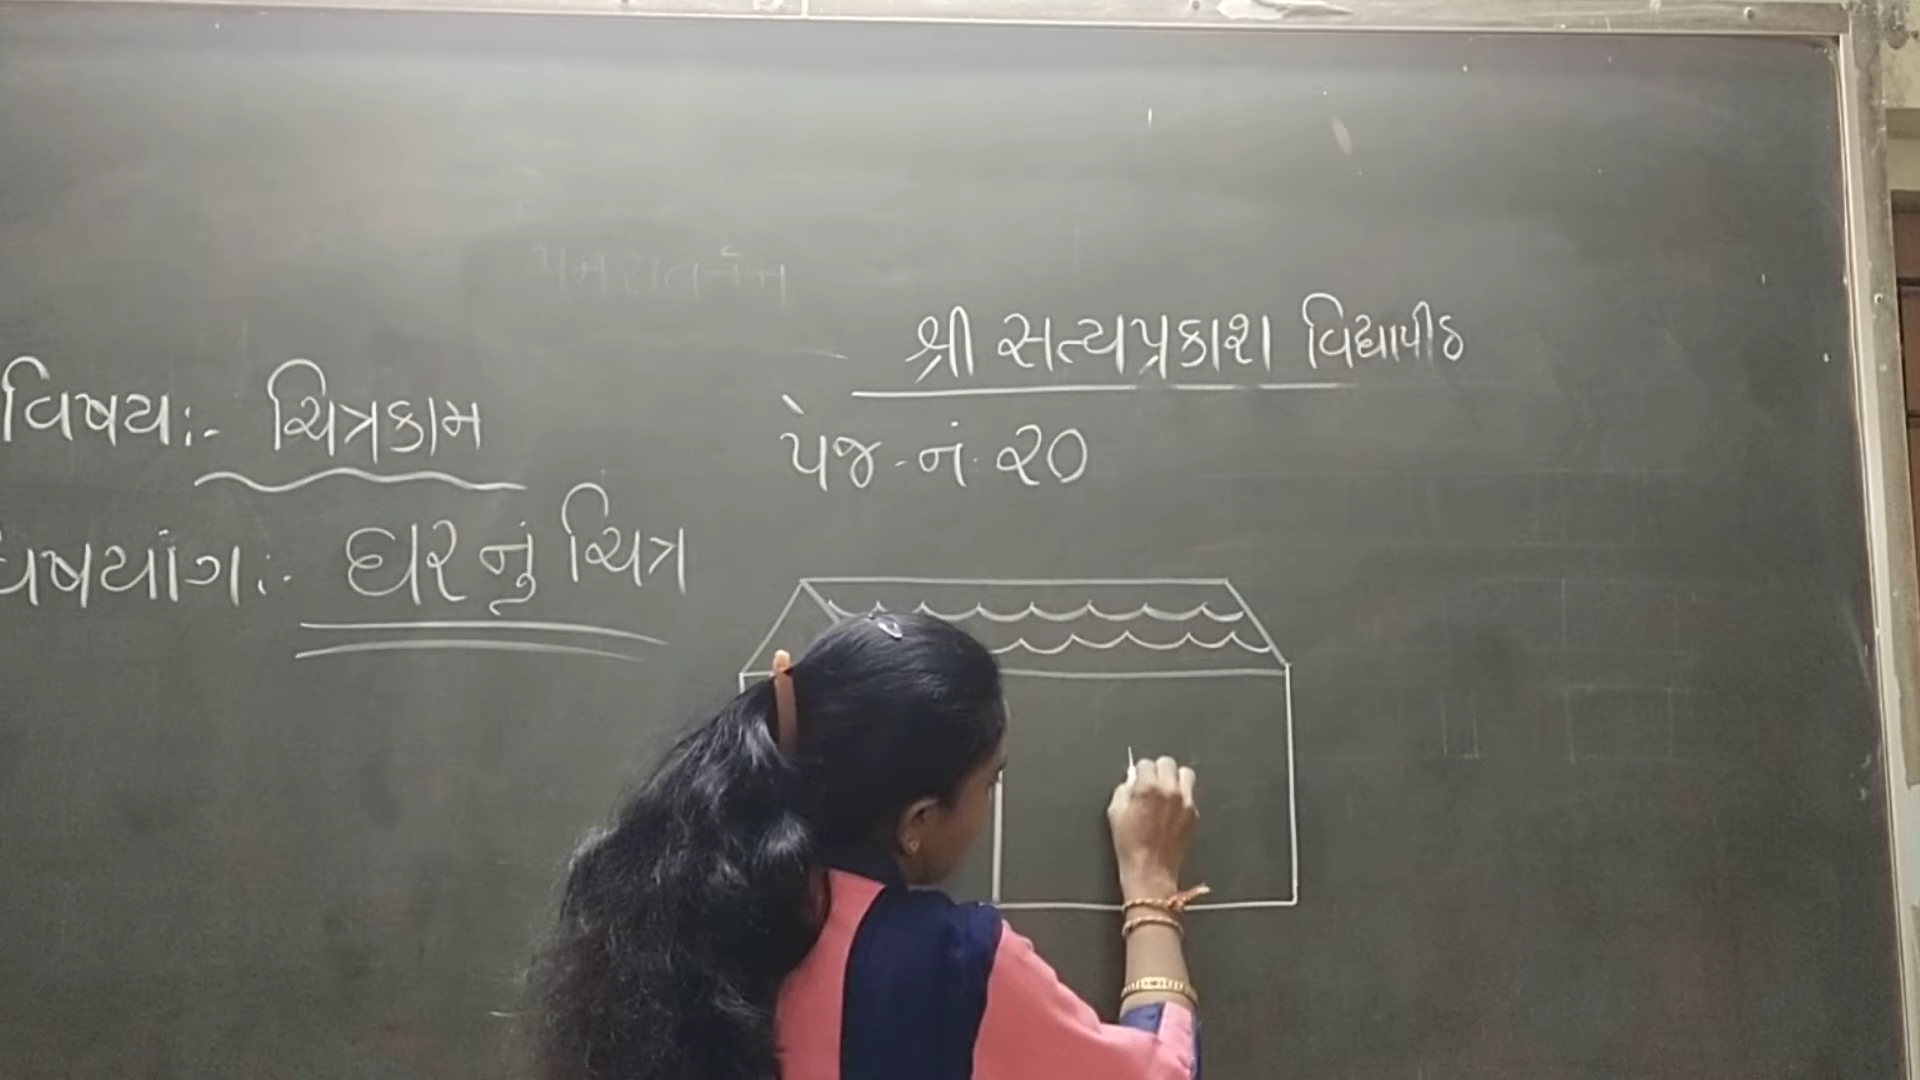 શ્રી સત્યપ્રકાશ વિદ્યાપીઠ
વિષય:- ચિત્રકામ
પેજ.નં.૨૦
વિષયાંગ:- ઘરનું ચિત્ર